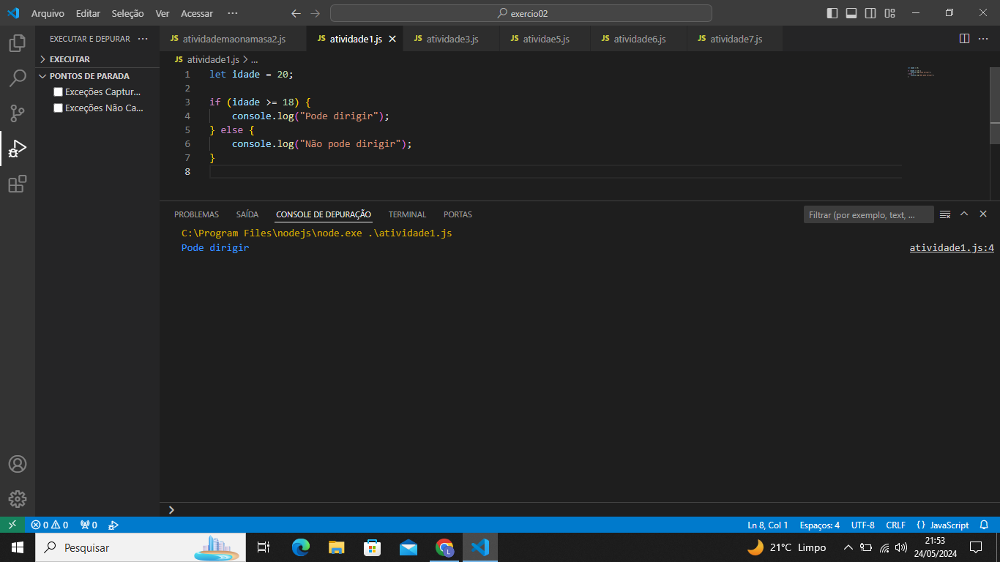 Arquivo Editar Seleção Ver Acessar ··· exercio02
EXECUTAR E DEPURAR ···
EXECUTAR
PONTOS DE PARADA
Exceções Captur...
Exceções Não Ca...
JS atividademaonamasa2.js JS atividade1.js JS atividade3.js JS atividae5.js JS atividade6.js JS atividade7.js
JS atividade1.js > ...
1 let idade = 20;
2
3 if (idade >= 18) {
4 console.log("Pode dirigir");
5 } else {
6 console.log("Não pode dirigir");
7 }
8
PROBLEMAS SAÍDA CONSOLE DE DEPURAÇÃO TERMINAL PORTAS Filtrar (por exemplo, text, ...
C:\Program Files\nodejs\node.exe .\atividade1.js
Pode dirigir atividade1.js:4
0 0 0 Ln 8, Col 1 Espaços: 4 UTF-8 CRLF {} JavaScript
Pesquisar L 21°C Limpo 21:53
24/05/2024